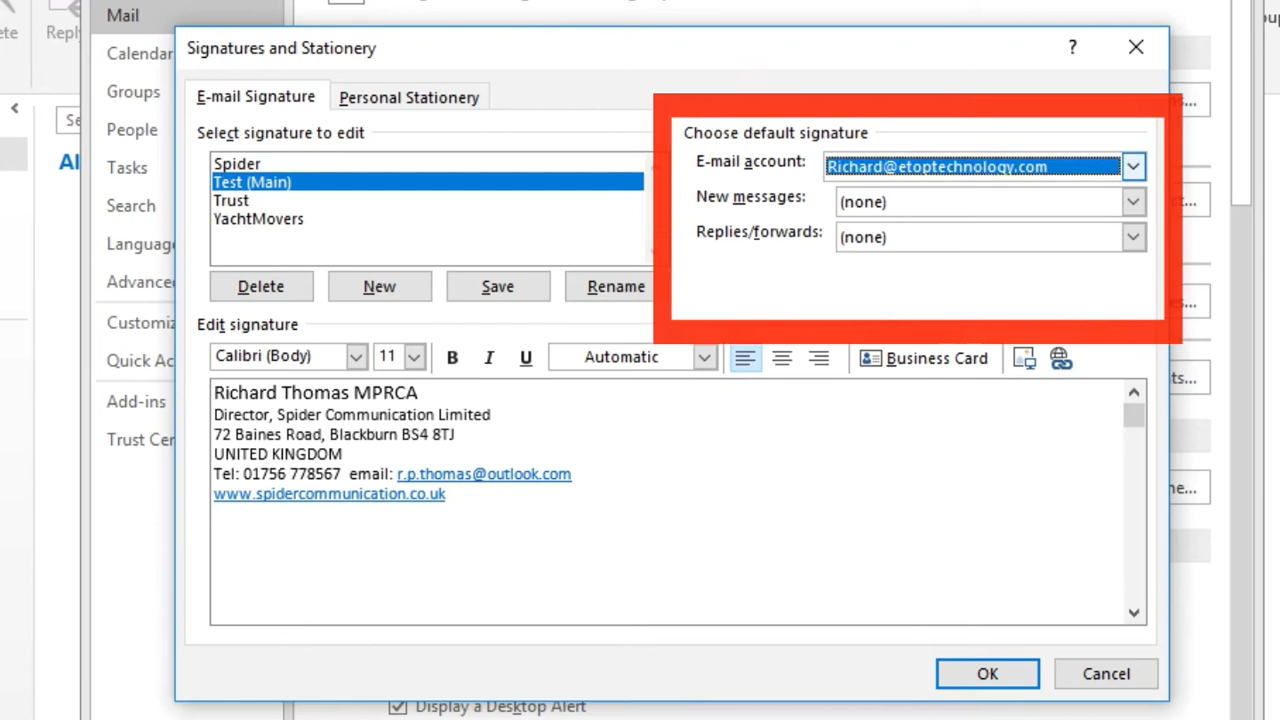 Mail
Calendar
Groups
People
Tasks
Search
Language
Advance
Customiz
Quick Ac
Add-ins
Trust Cer
Signatures and Stationery
?
E-mail Signature
Personal Stationery
Select signature to edit
Spider
Test (Main)
Trust
YachtMovers
Delete
New
Save
Rename
Choose default signature
E-mail account:
Richard@etoptechnology.com
New messages:
(none)
Replies/forwards:
(none)
Edit signature
Calibri (Body)
11
B
I
U
Automatic
Business Card
Richard Thomas MPRCA
Director, Spider Communication Limited
72 Baines Road, Blackburn BS4 8TJ
UNITED KINGDOM
Tel: 01756 778567 email: r.p.thomas@outlook.com
www.spidercommunication.co.uk
OK
Cancel
Display a Desktop Alert